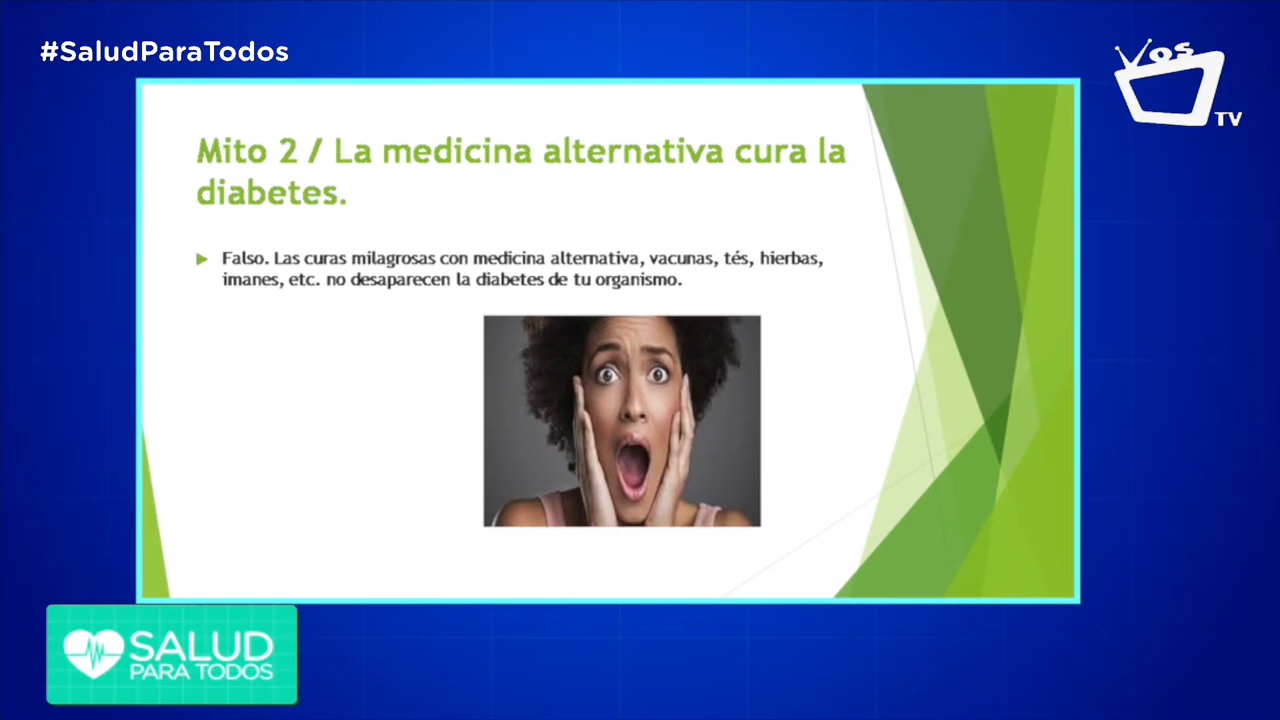 #SaludParaTodos
VOS
TV
Mito 2 / La medicina alternativa cura la
diabetes.
Falso. Las curas milagrosas con medicina alternativa, vacunas, tés, hierbas,
imanes, etc. no desaparecen la diabetes de tu organismo.
SALUD
PARA TODOS